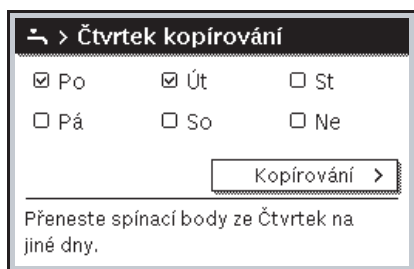 > Čtvrtek kopírování
☑ Po ☑ Út ☐ St
☐ Pá ☐ So ☐ Ne
Kopírování >
Přeneste spínací body ze Čtvrtek na
jiné dny.